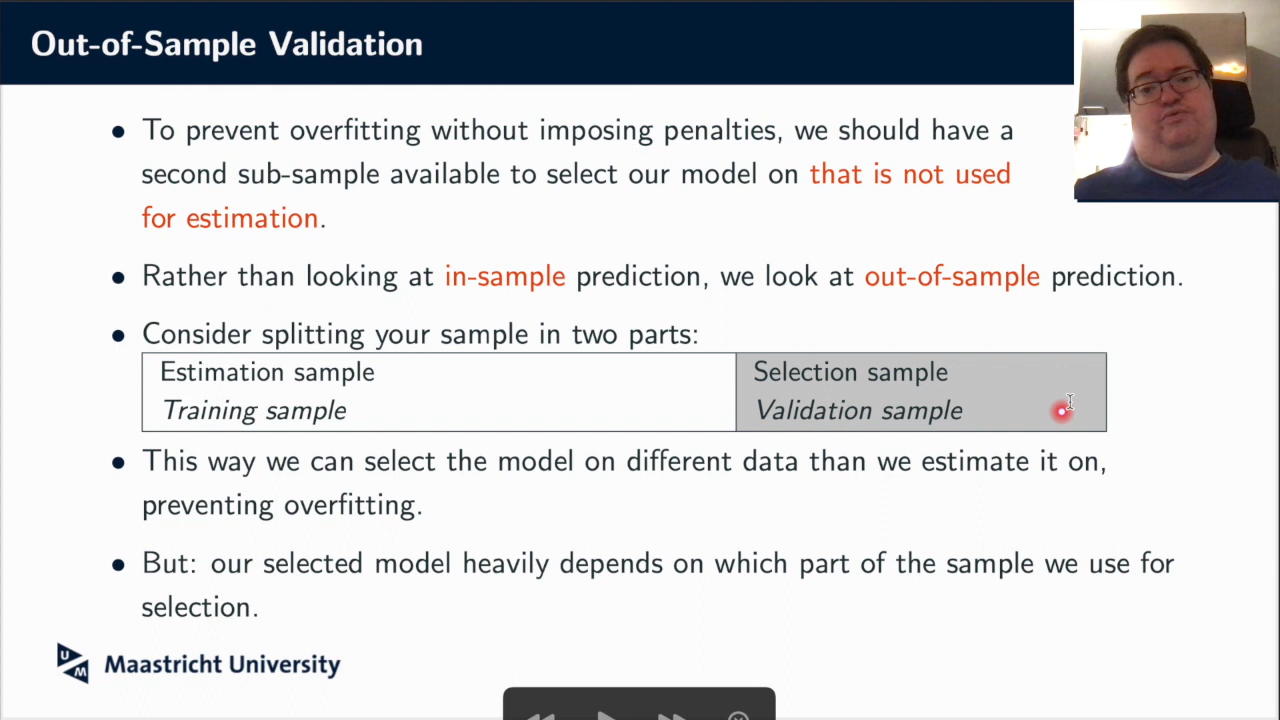 Out-of-Sample Validation
• To prevent overfitting without imposing penalties, we should have a
second sub-sample available to select our model on that is not used
for estimation.
• Rather than looking at in-sample prediction, we look at out-of-sample prediction.
• Consider splitting your sample in two parts:
Estimation sample
Training sample
Selection sample
Validation sample
• This way we can select the model on different data than we estimate it on,
preventing overfitting.
• But: our selected model heavily depends on which part of the sample we use for
selection.
UM Maastricht University